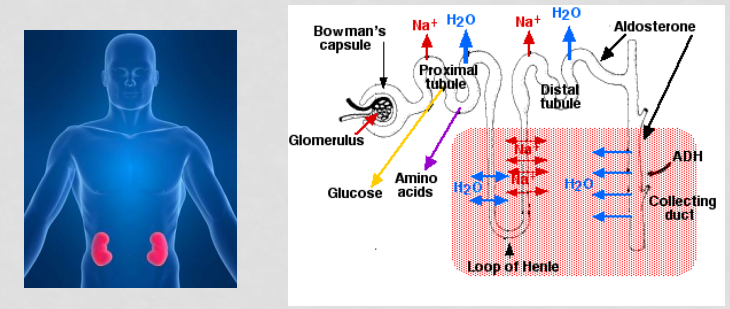 Bowman's
capsule
Na+
H2O
Na+
H2O
Aldosterone
Proximal
tubule
Distal
tubule
Glomerulus
Na+
ADH
Glucose
Amino
acids
H2O
Na+
H2O
Collecting
duct
Loop of Henle